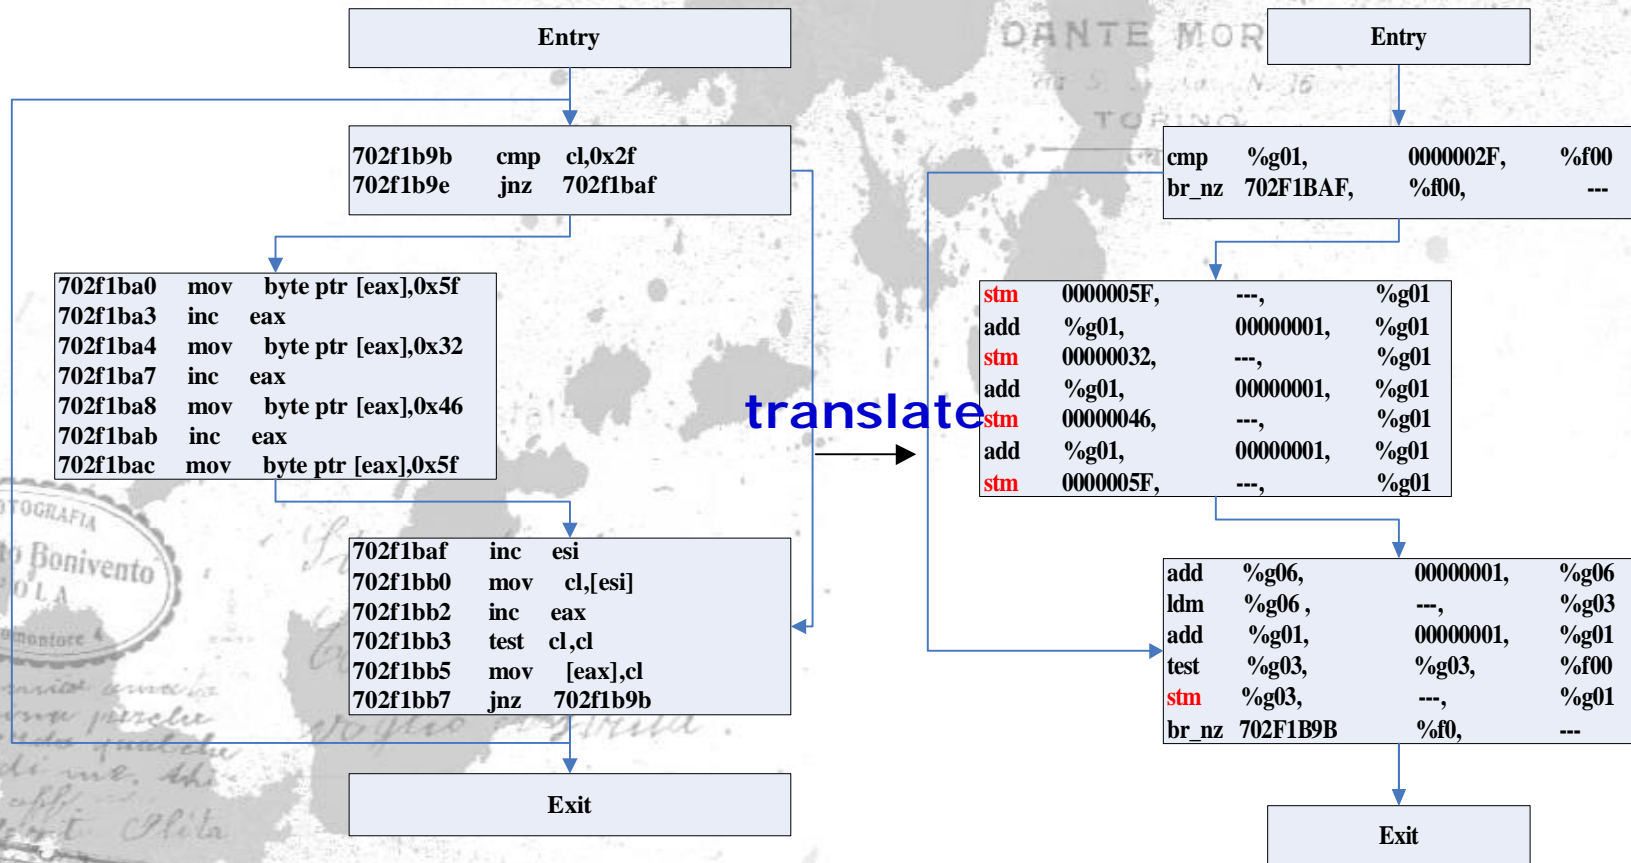 Entry
702f1b9b cmp cl,0x2f
702f1b9e jnz 702f1baf
702f1ba0 mov byte ptr [eax],0x5f
702f1ba3 inc eax
702f1ba4 mov byte ptr [eax],0x32
702f1ba7 inc eax
702f1ba8 mov byte ptr [eax],0x46
702f1bab inc eax
702f1bac mov byte ptr [eax],0x5f
702f1baf inc esi
702f1bb0 mov cl,[esi]
702f1bb2 inc eax
702f1bb3 test cl,cl
702f1bb5 mov [eax],cl
702f1bb7 jnz 702f1b9b
Exit
translate
Entry
cmp %g01, 0000002F, %f00
br_nz 702F1BAF, %f00, ---
stm 0000005F, ---, %g01
add %g01, 00000001, %g01
stm 00000032, ---, %g01
add %g01, 00000001, %g01
stm 00000046, ---, %g01
add %g01, 00000001, %g01
stm 0000005F, ---, %g01
add %g06, 00000001, %g06
ldm %g06 , ---, %g03
add %g01, 00000001, %g01
test %g03, %g03, %f00
stm %g03, ---, %g01
br_nz 702F1B9B %f0, ---
Exit
DANTE MOR
TORINO
TOGRAFIA
Bonivento
POLA